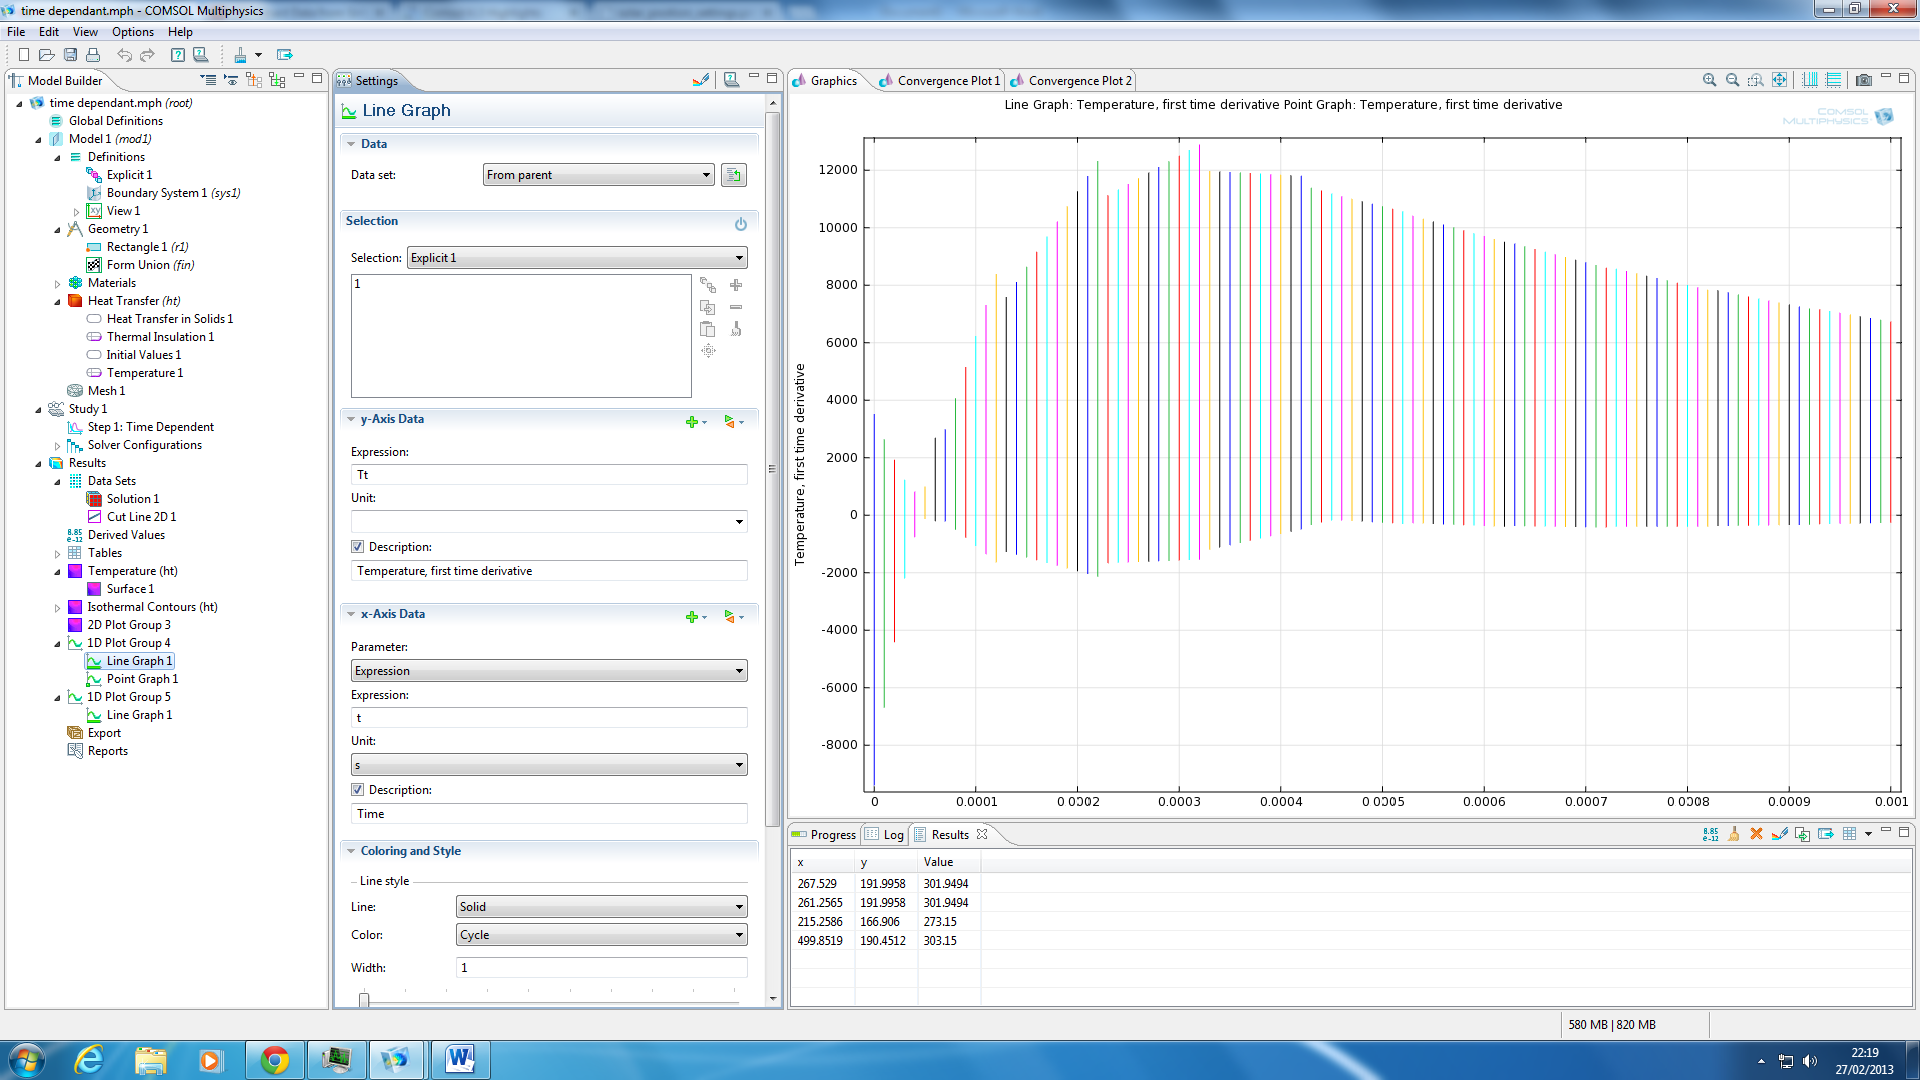 time dependant.mph - COMSOL Multiphysics
File Edit View Options Help
Model Builder
time dependant.mph (root)
Global Definitions
Model 1 (mod1)
Definitions
Explicit 1
Boundary System 1 (sys1)
View 1
Geometry 1
Rectangle 1 (r1)
Form Union (fin)
Materials
Heat Transfer (ht)
Heat Transfer in Solids 1
Thermal Insulation 1
Initial Values 1
Temperature 1
Mesh 1
Study 1
Step 1: Time Dependent
Solver Configurations
Results
Data Sets
Solution 1
Cut Line 2D 1
8.85
e-12
Derived Values
Tables
Temperature (ht)
Surface 1
Isothermal Contours (ht)
2D Plot Group 3
1D Plot Group 4
Line Graph 1
Point Graph 1
1D Plot Group 5
Line Graph 1
Export
Reports
Settings
Line Graph
Data
Data set: From parent
Selection
Selection: Explicit 1
1
y-Axis Data
Expression:
Tt
Unit:
Description:
Temperature, first time derivative
x-Axis Data
Parameter:
Expression
Expression:
t
Unit:
s
Description:
Time
Coloring and Style
Line style
Line: Solid
Color: Cycle
Width: 1
Graphics Convergence Plot 1 Convergence Plot 2
Line Graph: Temperature, first time derivative Point Graph: Temperature, first time derivative
COMSOL
MULTIPHYSICS
Temperature, first time derivative
12000
10000
8000
6000
4000
2000
0
-2000
-4000
-6000
-8000
0 0.0001 0.0002 0.0003 0.0004 0.0005 0.0006 0.0007 0.0008 0.0009 0.001
Progress Log Results
8.85
e-12
x y Value
267.529 191.9958 301.9494
261.2565 191.9958 301.9494
215.2586 166.906 273.15
499.8519 190.4512 303.15
580 MB | 820 MB
22:19
27/02/2013